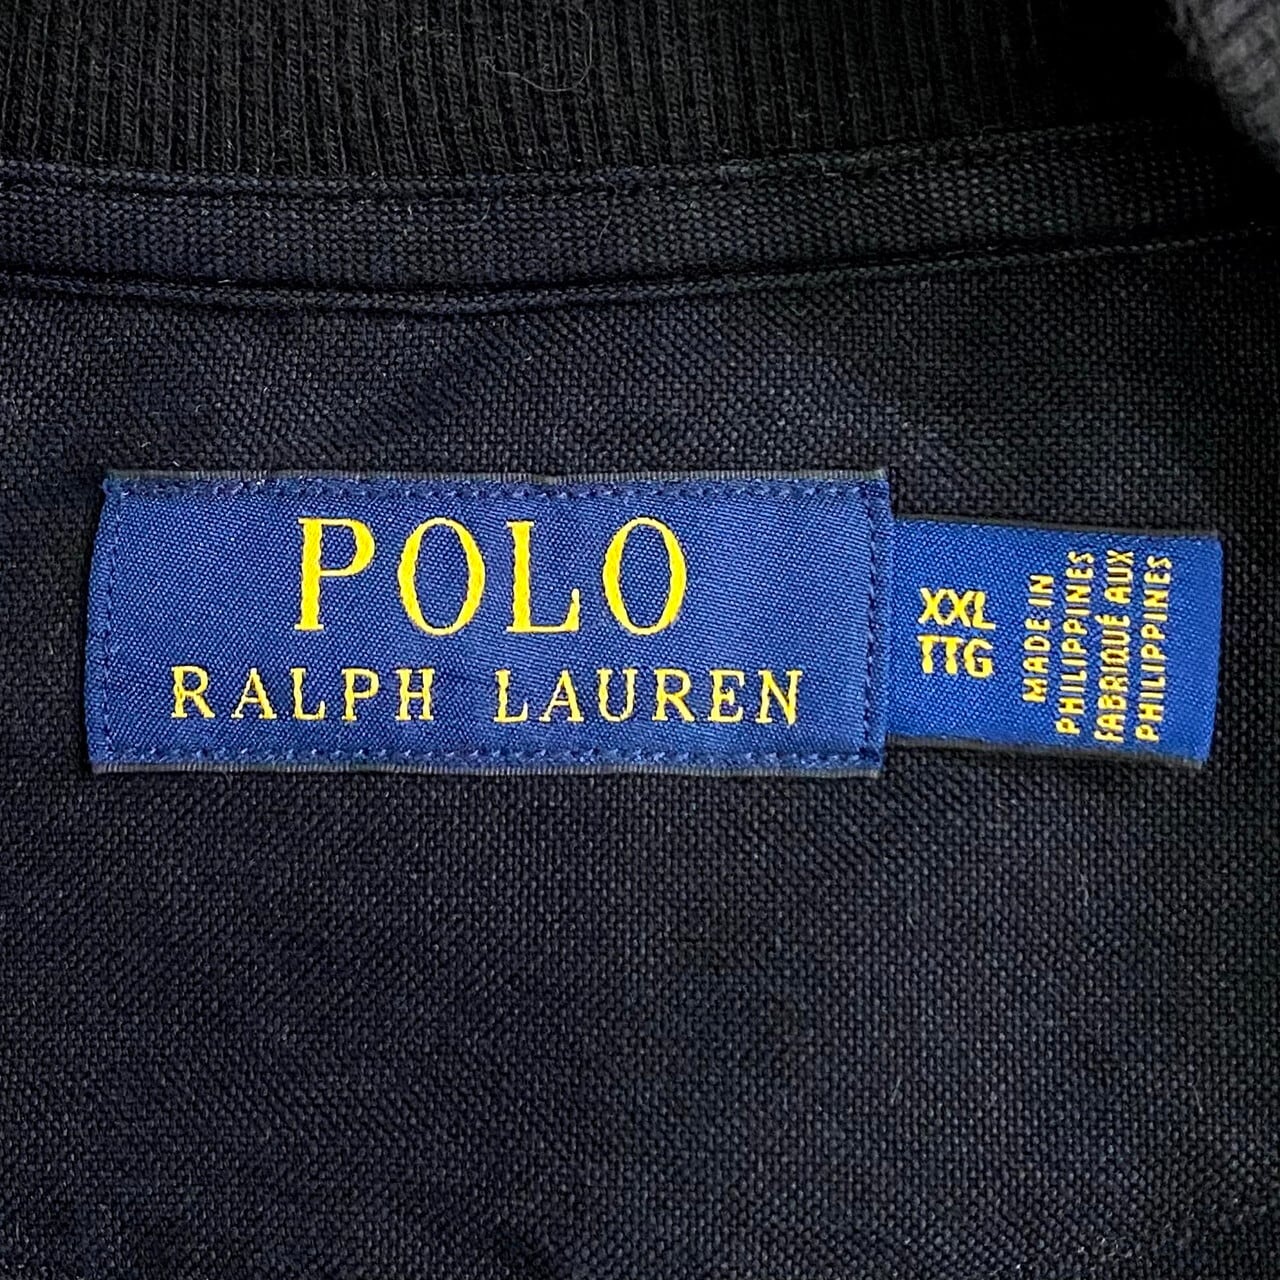 POLO
RALPH LAUREN
XXL
TTG
MADE IN
PHILIPPINES
FABRIQUÉ AUX
PHILIPPINES